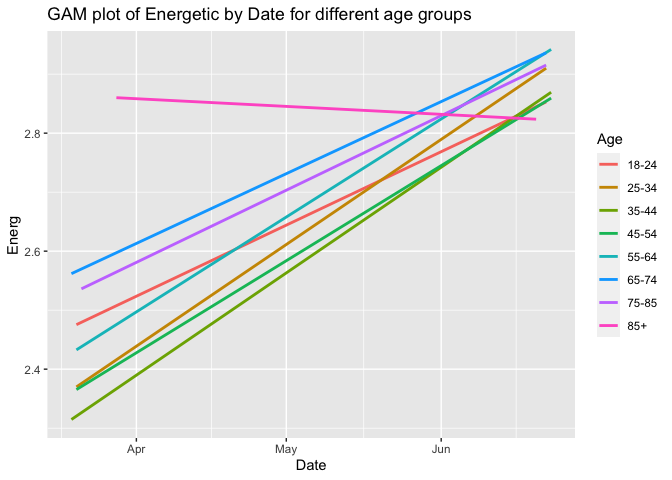 GAM plot of Energetic by Date for different age groups
Energ
2.8
2.6
2.4
Apr
May
Jun
Date
Age
18-24
25-34
35-44
45-54
55-64
65-74
75-85
85+